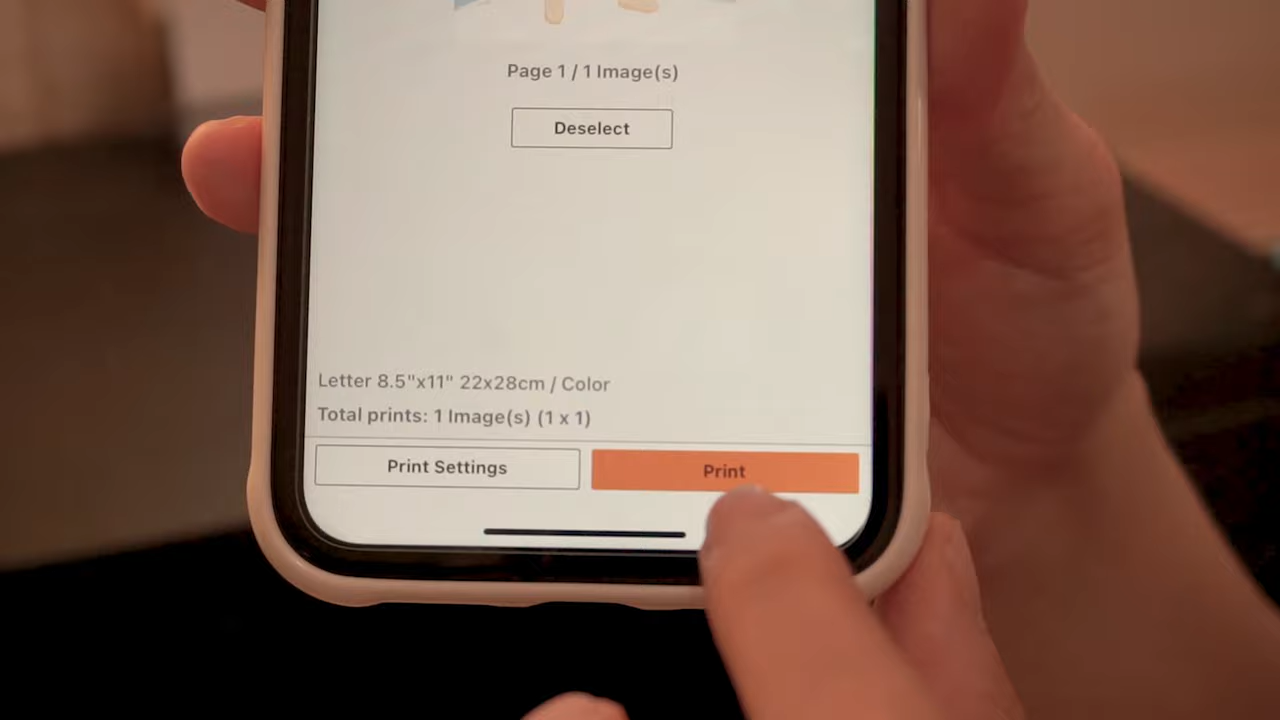 Page 1 / 1 Image(s)
Deselect
Letter 8.5"x11" 22x28cm / Color
Total prints: 1 Image(s) (1 x 1)
Print Settings
Print